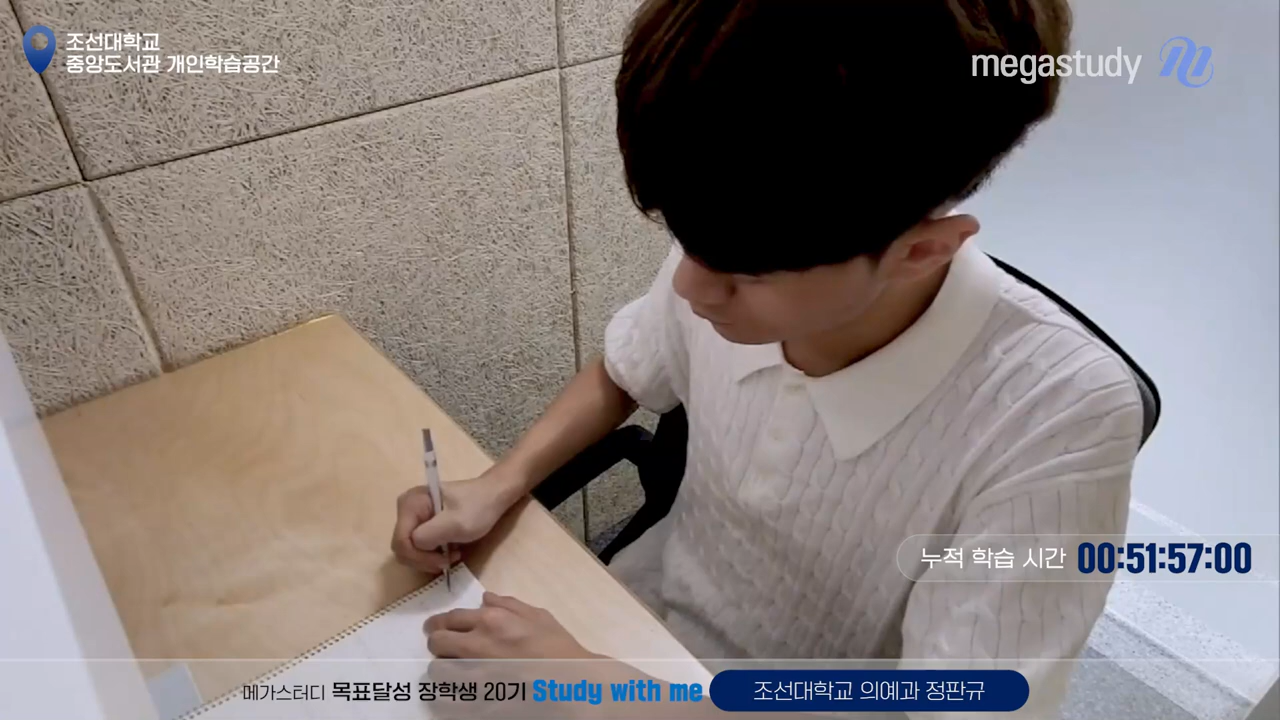 조선대학교
중앙도서관 개인학습공간
megastudy
누적 학습 시간 00:51:57:00
메가스터디 목표달성 장학생 20기 Study with me 조선대학교 의예과 정판규